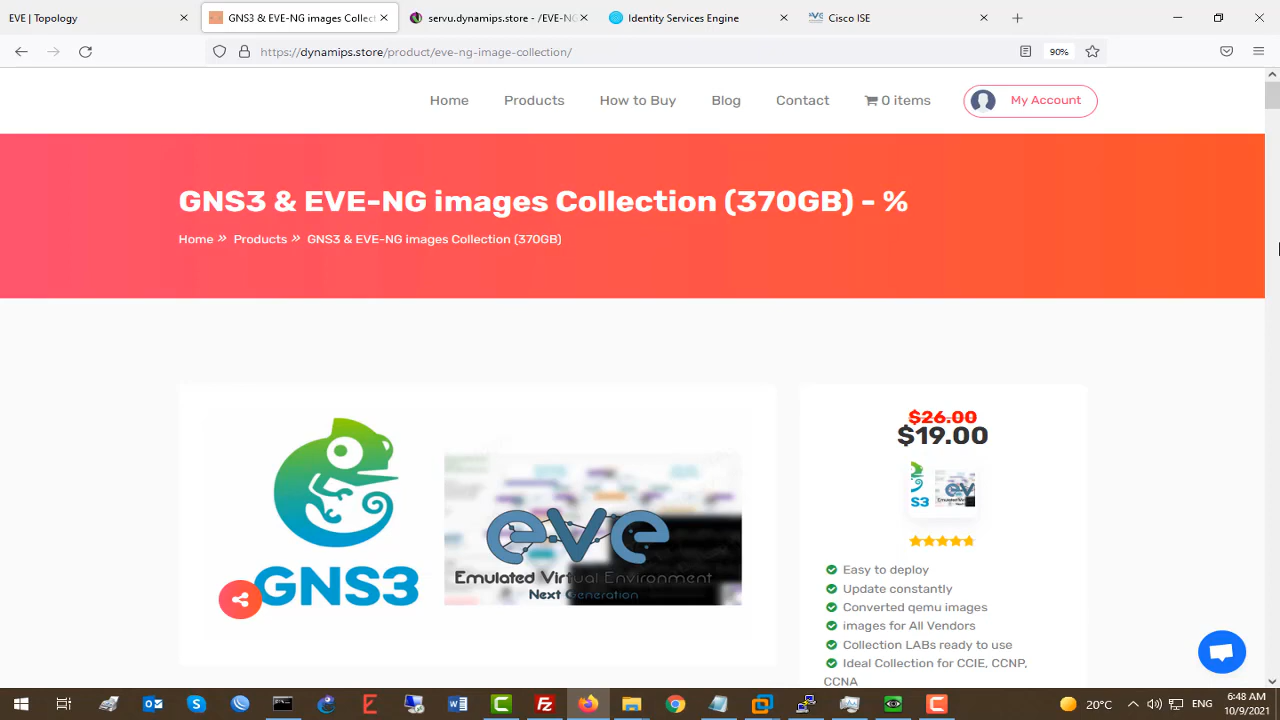 EVE | Topology
GNS3 & EVE-NG images Collect
servu.dynamips.store - /EVE-NG
Identity Services Engine
Cisco ISE
https://dynamips.store/product/eve-ng-image-collection/
90%
Home
Products
How to Buy
Blog
Contact
0 items
My Account
GNS3 & EVE-NG images Collection (370GB) - %
Home » Products » GNS3 & EVE-NG images Collection (370GB)
GNS3
eve
Emulated Virtual Environment
Next Generation
$26.00
$19.00
Easy to deploy
Update constantly
Converted qemu images
images for All Vendors
Collection LABs ready to use
Ideal Collection for CCIE, CCNP,
CCNA
20°C
ENG
6:48 AM
10/9/2021